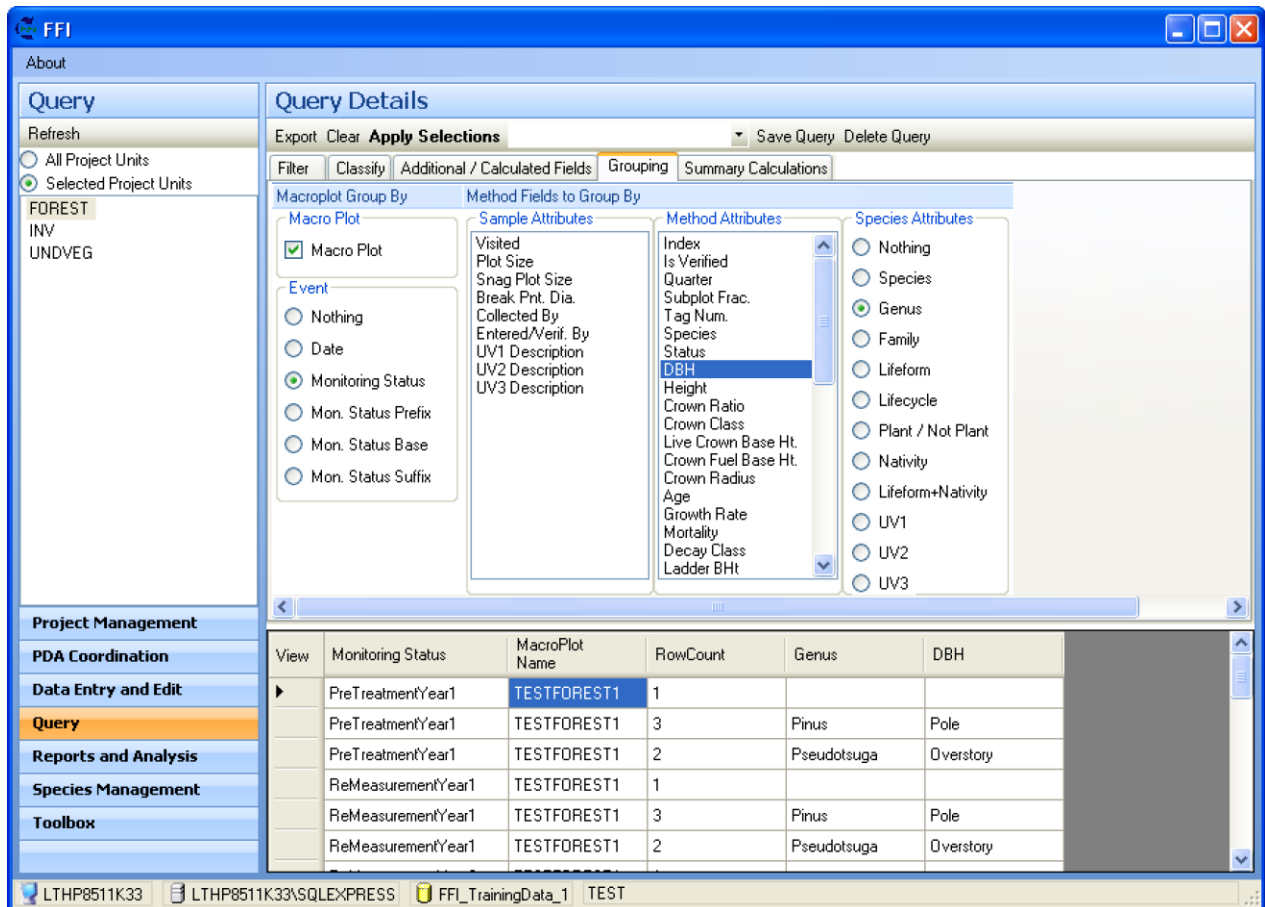 FFI
About
Query
Refresh
All Project Units
Selected Project Units
FOREST
INV
UNDVEG
Project Management
PDA Coordination
Data Entry and Edit
Query
Reports and Analysis
Species Management
Toolbox
Query Details
Export Clear Apply Selections Save Query Delete Query
Filter Classify Additional / Calculated Fields Grouping Summary Calculations
Macroplot Group By Method Fields to Group By
Macro Plot
Macro Plot
Event
Nothing
Date
Monitoring Status
Mon. Status Prefix
Mon. Status Base
Mon. Status Suffix
Sample Attributes
Visited
Plot Size
Snag Plot Size
Break Pnt. Dia.
Collected By
Entered/Verif. By
UV1 Description
UV2 Description
UV3 Description
Method Attributes
Index
Is Verified
Quarter
Subplot Frac.
Tag Num.
Species
Status
DBH
Height
Crown Ratio
Crown Class
Live Crown Base Ht.
Crown Fuel Base Ht.
Crown Radius
Age
Growth Rate
Mortality
Decay Class
Ladder BHt
Species Attributes
Nothing
Species
Genus
Family
Lifeform
Lifecycle
Plant / Not Plant
Nativity
Lifeform+Nativity
UV1
UV2
UV3
View Monitoring Status MacroPlot Name RowCount Genus DBH
PreTreatmentYear1 TESTFOREST1 1
PreTreatmentYear1 TESTFOREST1 3 Pinus Pole
PreTreatmentYear1 TESTFOREST1 2 Pseudotsuga Overstory
ReMeasurementYear1 TESTFOREST1 1
ReMeasurementYear1 TESTFOREST1 3 Pinus Pole
ReMeasurementYear1 TESTFOREST1 2 Pseudotsuga Overstory
LTHP8511K33 LTHP8511K33\SQLEXPRESS FFI_TrainingData_1 TEST